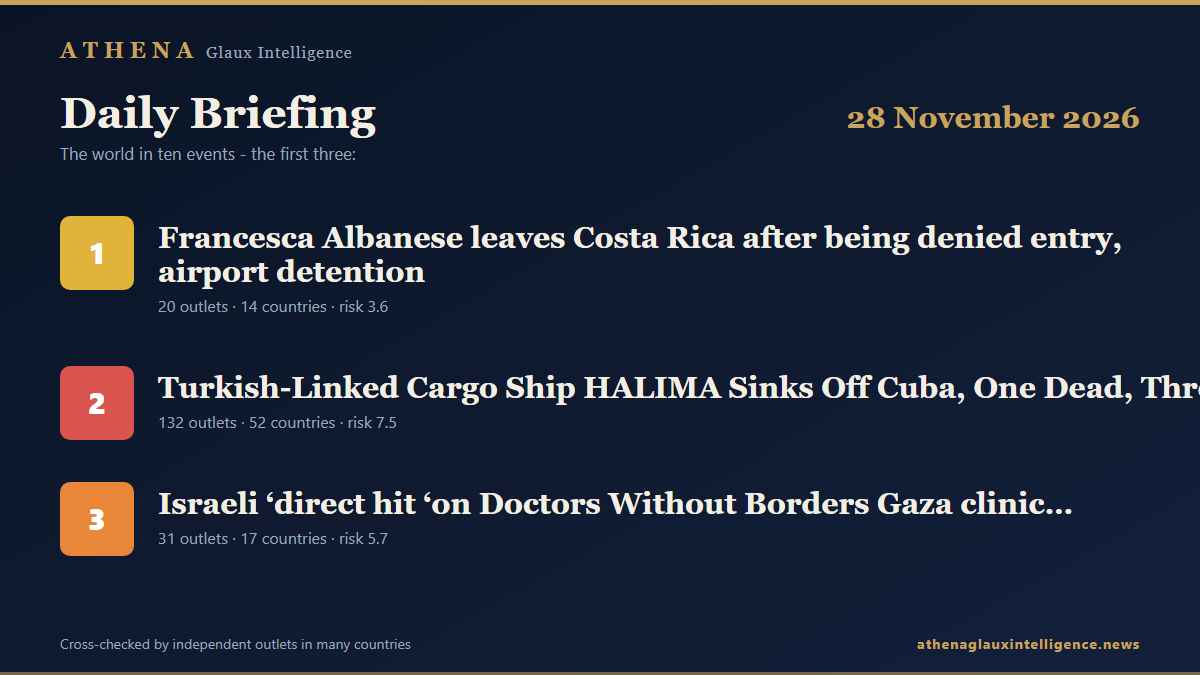 ATHENA Glaux Intelligence
Daily Briefing
28 November 2026
The world in ten events - the first three:
1
Francesca Albanese leaves Costa Rica after being denied entry,
airport detention
20 outlets · 14 countries · risk 3.6
2
Turkish-Linked Cargo Ship HALIMA Sinks Off Cuba, One Dead,
132 outlets · 52 countries · risk 7.5
3
Israeli ‘direct hit ‘on Doctors Without Borders Gaza clinic...
31 outlets · 17 countries · risk 5.7
Cross-checked by independent outlets in many countries
athenaglauxintelligence.news